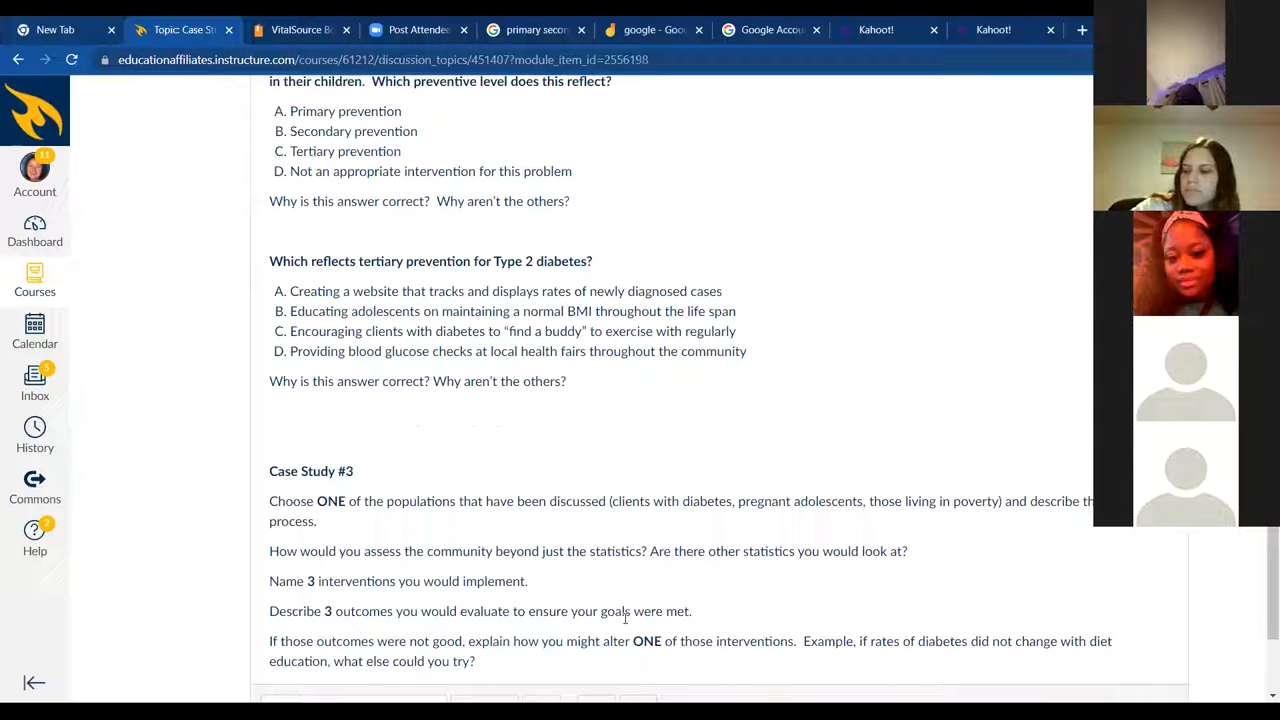 New Tab
Topic: Case St
VitalSource Bo
Post Attendee
primary secon
google - Goo
Google Accou
Kahoot!
Kahoot!
educationaffiliates.instructure.com/courses/61212/discussion_topics/451407?module_item_id=2556198
in their children. Which preventive level does this reflect?
A. Primary prevention
B. Secondary prevention
C. Tertiary prevention
D. Not an appropriate intervention for this problem
Why is this answer correct? Why aren't the others?
Which reflects tertiary prevention for Type 2 diabetes?
A. Creating a website that tracks and displays rates of newly diagnosed cases
B. Educating adolescents on maintaining a normal BMI throughout the life span
C. Encouraging clients with diabetes to “find a buddy” to exercise with regularly
D. Providing blood glucose checks at local health fairs throughout the community
Why is this answer correct? Why aren't the others?
Case Study #3
Choose ONE of the populations that have been discussed (clients with diabetes, pregnant adolescents, those living in poverty) and describe th
process.
How would you assess the community beyond just the statistics? Are there other statistics you would look at?
Name 3 interventions you would implement.
Describe 3 outcomes you would evaluate to ensure your goals were met.
If those outcomes were not good, explain how you might alter ONE of those interventions. Example, if rates of diabetes did not change with diet
education, what else could you try?
11
Account
Dashboard
Courses
Calendar
5
Inbox
History
Commons
2
Help